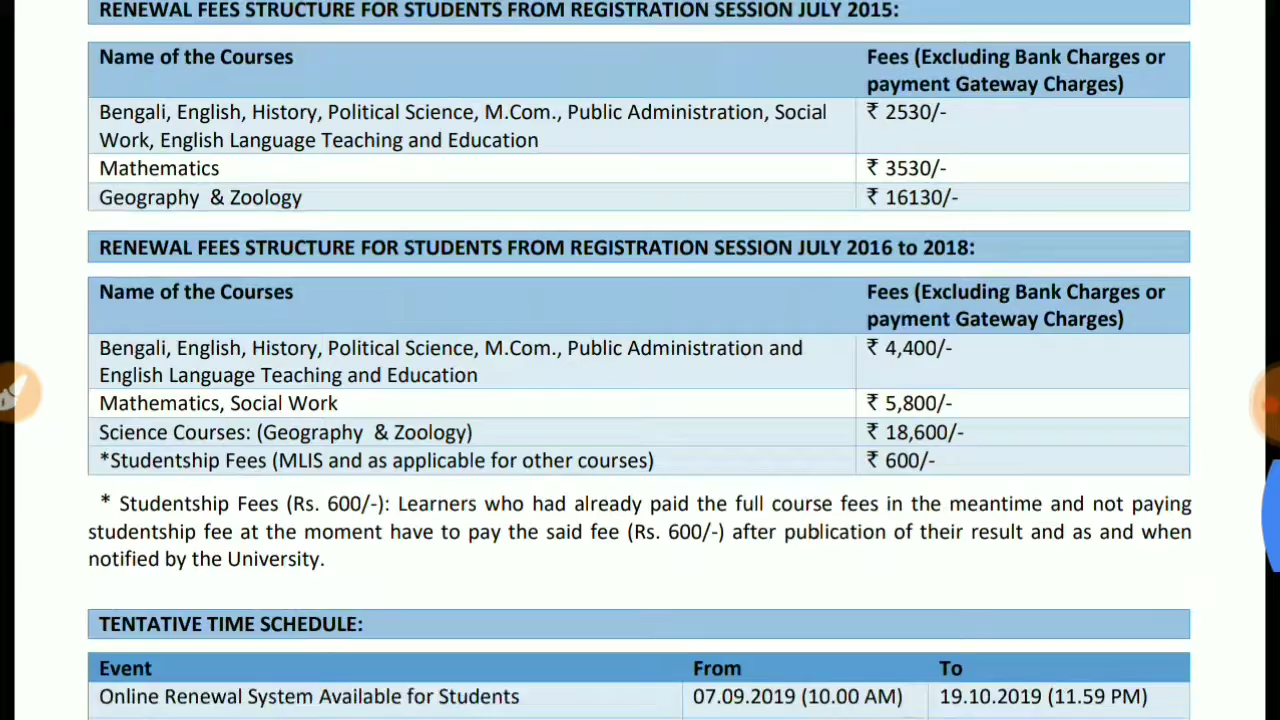 RENEWAL FEES STRUCTURE FOR STUDENTS FROM REGISTRATION SESSION JULY 2015:
Name of the Courses
Fees (Excluding Bank Charges or
payment Gateway Charges)
Bengali, English, History, Political Science, M.Com., Public Administration, Social
Work, English Language Teaching and Education
₹ 2530/-
Mathematics
₹ 3530/-
Geography & Zoology
₹ 16130/-
RENEWAL FEES STRUCTURE FOR STUDENTS FROM REGISTRATION SESSION JULY 2016 to 2018:
Name of the Courses
Fees (Excluding Bank Charges or
payment Gateway Charges)
Bengali, English, History, Political Science, M.Com., Public Administration and
English Language Teaching and Education
₹ 4,400/-
Mathematics, Social Work
₹ 5,800/-
Science Courses: (Geography & Zoology)
₹ 18,600/-
*Studentship Fees (MLIS and as applicable for other courses)
₹ 600/-
* Studentship Fees (Rs. 600/-): Learners who had already paid the full course fees in the meantime and not paying
studentship fee at the moment have to pay the said fee (Rs. 600/-) after publication of their result and as and when
notified by the University.
TENTATIVE TIME SCHEDULE:
Event
From
To
Online Renewal System Available for Students
07.09.2019 (10.00 AM)
19.10.2019 (11.59 PM)